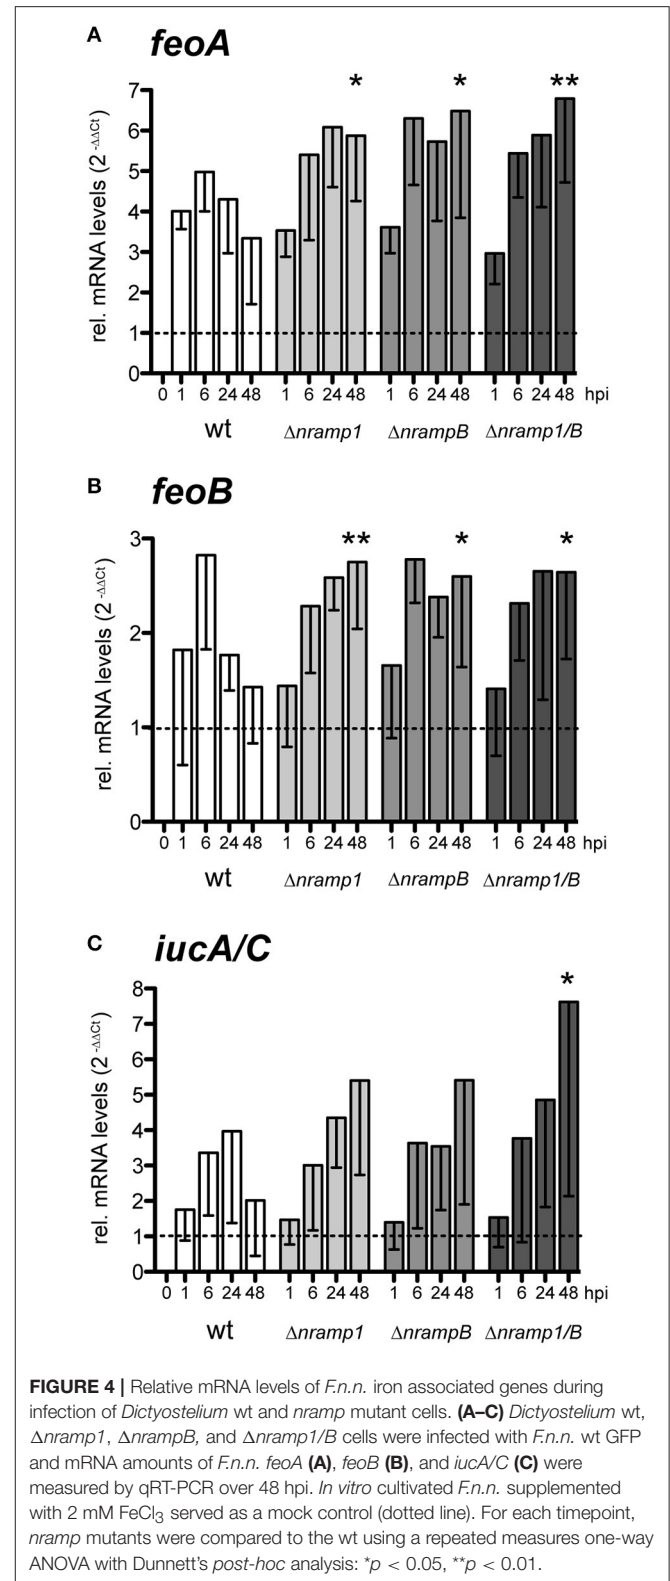 A feoA
rel. mRNA levels (2^-ΔΔCt)
7
6
5
4
3
2
1
0
* * **
0 1 6 24 48 1 6 24 48 1 6 24 48 1 6 24 48 hpi
wt Δnramp1 ΔnrampB Δnramp1/B
B feoB
rel. mRNA levels (2^-ΔΔCt)
3
2
1
0
** * *
0 1 6 24 48 1 6 24 48 1 6 24 48 1 6 24 48 hpi
wt Δnramp1 ΔnrampB Δnramp1/B
C iucA/C
rel. mRNA levels (2^-ΔΔCt)
8
7
6
5
4
3
2
1
0
*
0 1 6 24 48 1 6 24 48 1 6 24 48 1 6 24 48 hpi
wt Δnramp1 ΔnrampB Δnramp1/B
FIGURE 4 | Relative mRNA levels of F.n.n. iron associated genes during
infection of Dictyostelium wt and nramp mutant cells. (A–C) Dictyostelium wt,
Δnramp1, ΔnrampB, and Δnramp1/B cells were infected with F.n.n. wt GFP
and mRNA amounts of F.n.n. feoA (A), feoB (B), and iucA/C (C) were
measured by qRT-PCR over 48 hpi. In vitro cultivated F.n.n. supplemented
with 2 mM FeCl₃ served as a mock control (dotted line). For each timepoint,
nramp mutants were compared to the wt using a repeated measures one-way
ANOVA with Dunnett's post-hoc analysis: *p < 0.05, **p < 0.01.